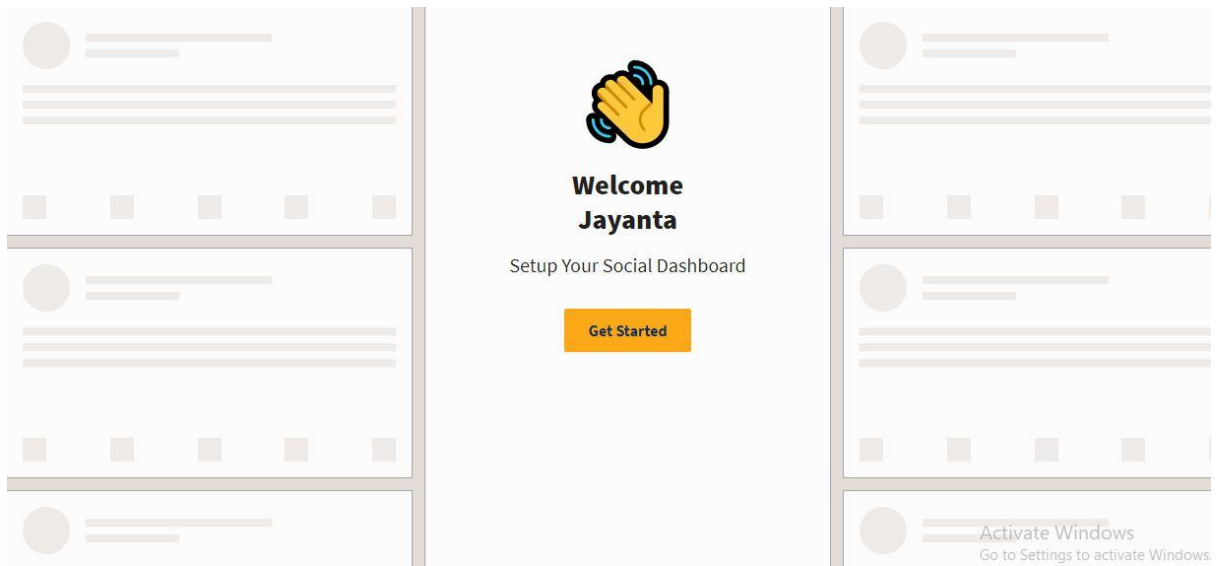 Welcome
Jayanta
Setup Your Social Dashboard
Get Started
Activate Windows
Go to Settings to activate Windows.